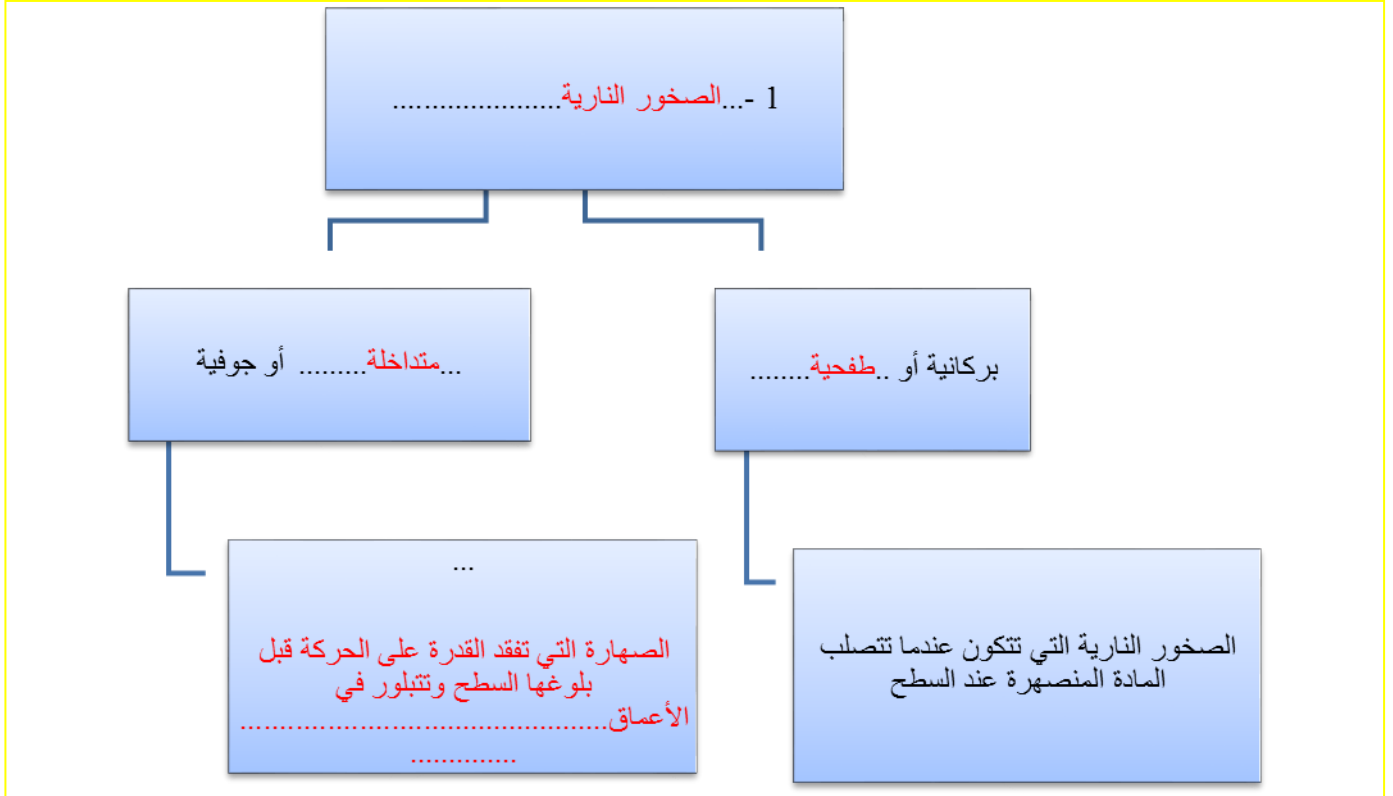 1 -...الصخور النارية......................
بركانية أو ..طفحية........
...متداخلة......... أو جوفية
الصخور النارية التي تتكون عندما تتصلب
المادة المنصهرة عند السطح
...
الصهارة التي تفقد القدرة على الحركة قبل
بلوغها السطح وتتبلور في
الأعماق...............................................
..............